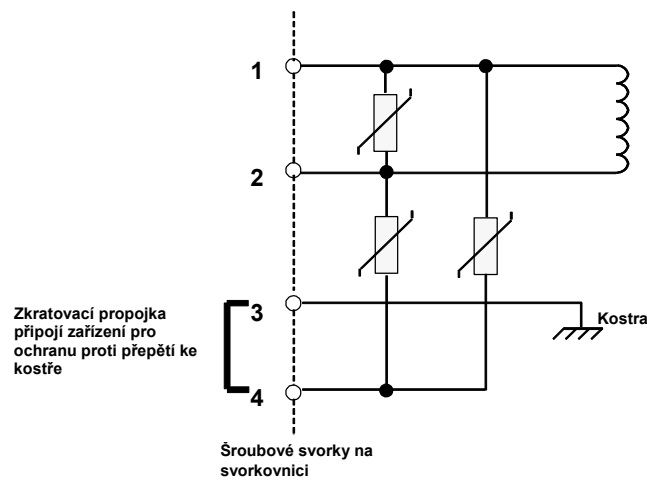 1
2
Zkratovací propojka
připojí zařízení pro
ochranu proti přepětí ke
kostře
3
Kostra
4
Šroubové svorky na
svorkovnici